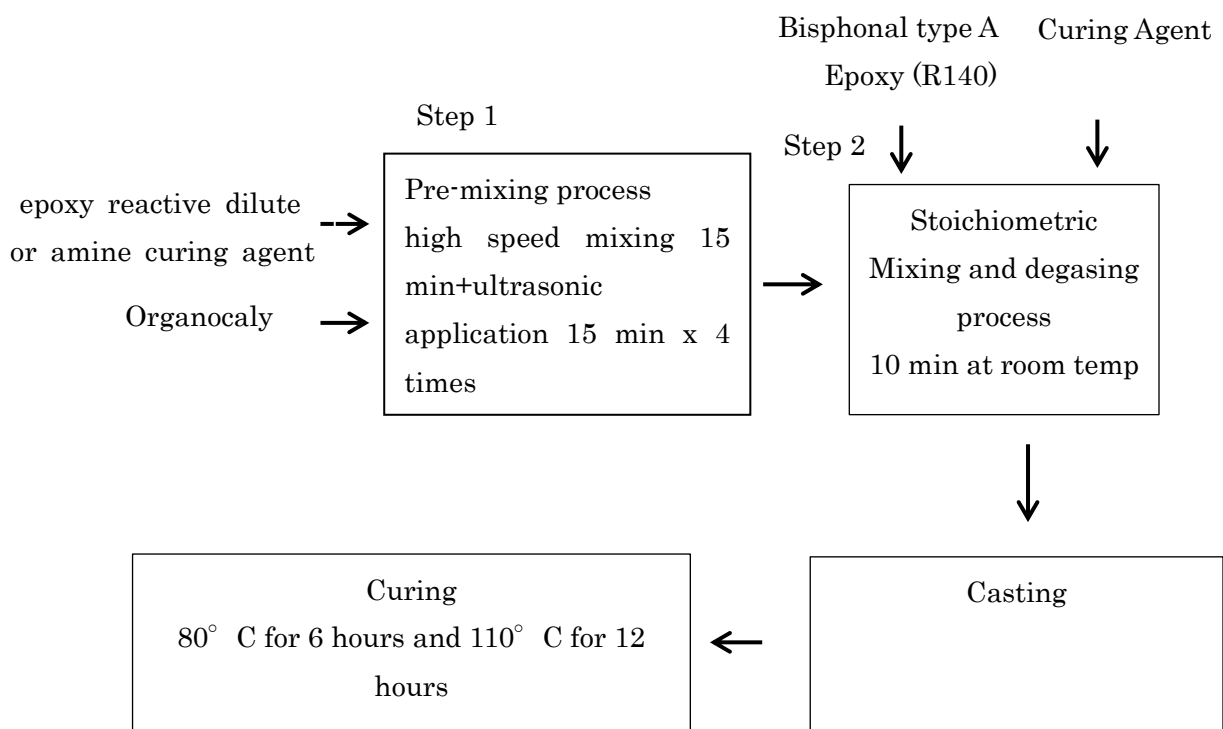 Bisphonal type A
Epoxy (R140)
Curing Agent
Step 1
Step 2
epoxy reactive dilute
or amine curing agent
Organocaly
Pre-mixing process
high speed mixing 15
min+ultrasonic
application 15 min x 4
times
Stoichiometric
Mixing and degasing
process
10 min at room temp
Curing
80° C for 6 hours and 110° C for 12
hours
Casting